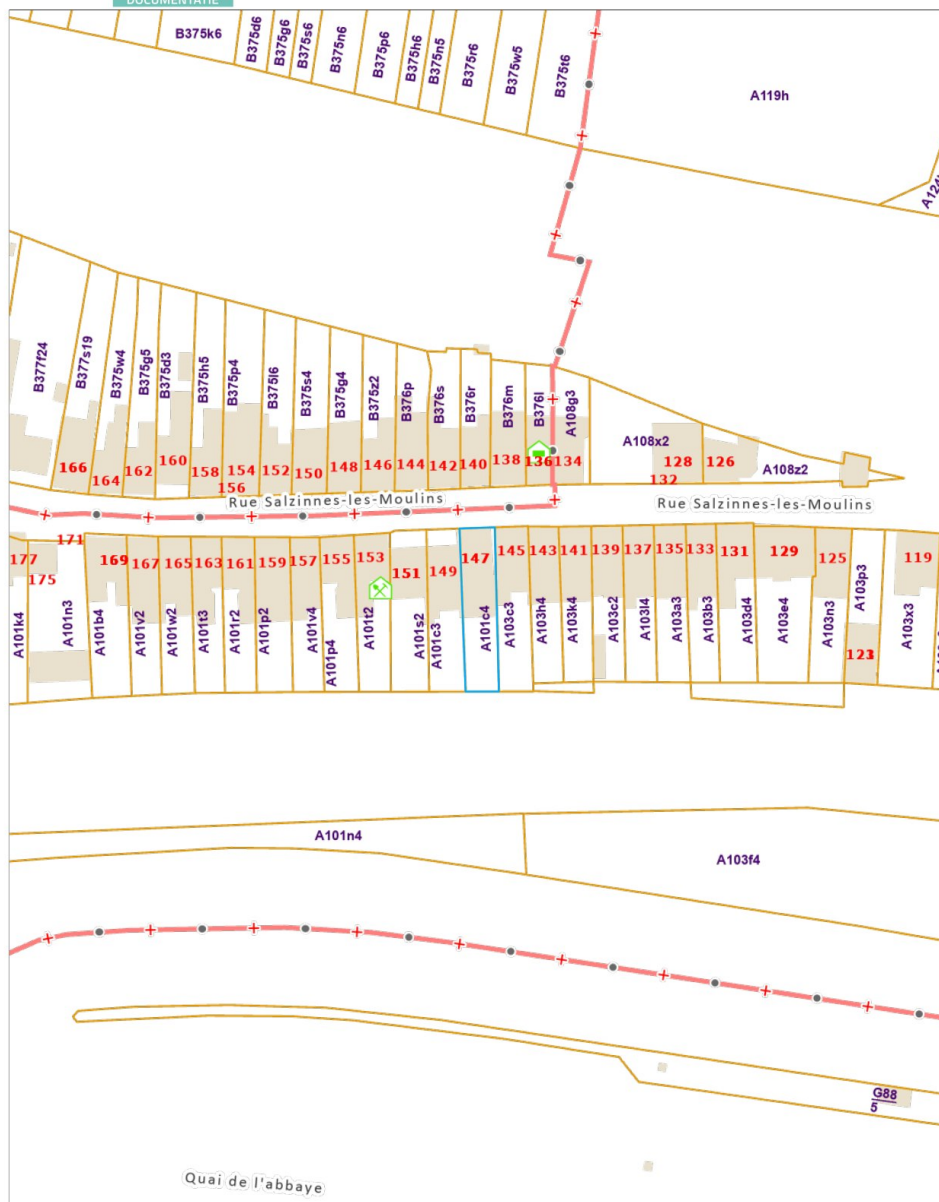 DOCUMENTATIE
B375k6
B375d6
B375g6
B375s6
B375n6
B375p6
B375h6
B375n5
B375r6
B375w5
B375t6
A119h
B377f24
B377s19
B375w4
B375g5
B375d3
B375h5
B375p4
B375l6
B375s4
B375g4
B375z2
B376p
B376s
B376r
B376m
B376l
A108g3
A108x2
A108z2
166
164
162
160
158
154
156
152
150
148
146
144
142
140
138
136
134
128
132
126
Rue Salzinnes-les-Moulins
Rue Salzinnes-les-Moulins
177
175
171
169
167
165
163
161
159
157
155
153
151
149
147
145
143
141
139
137
135
133
131
129
125
123
119
A101k4
A101n3
A101b4
A101v2
A101w2
A101t3
A101r2
A101p2
A101v4
A101p4
A101t2
A101s2
A101c3
A101c4
A103c3
A103h4
A103k4
A103c2
A103l4
A103a3
A103b3
A103d4
A103e4
A103n3
A103p3
A103x3
A101n4
A103f4
G88
5
Quai de l'abbaye